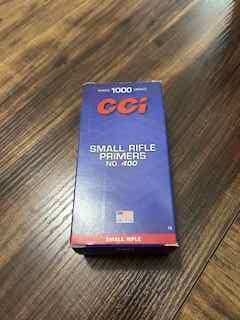 1000
CCI
SMALL RIFLE
PRIMERS
NO. 400
SMALL RIFLE